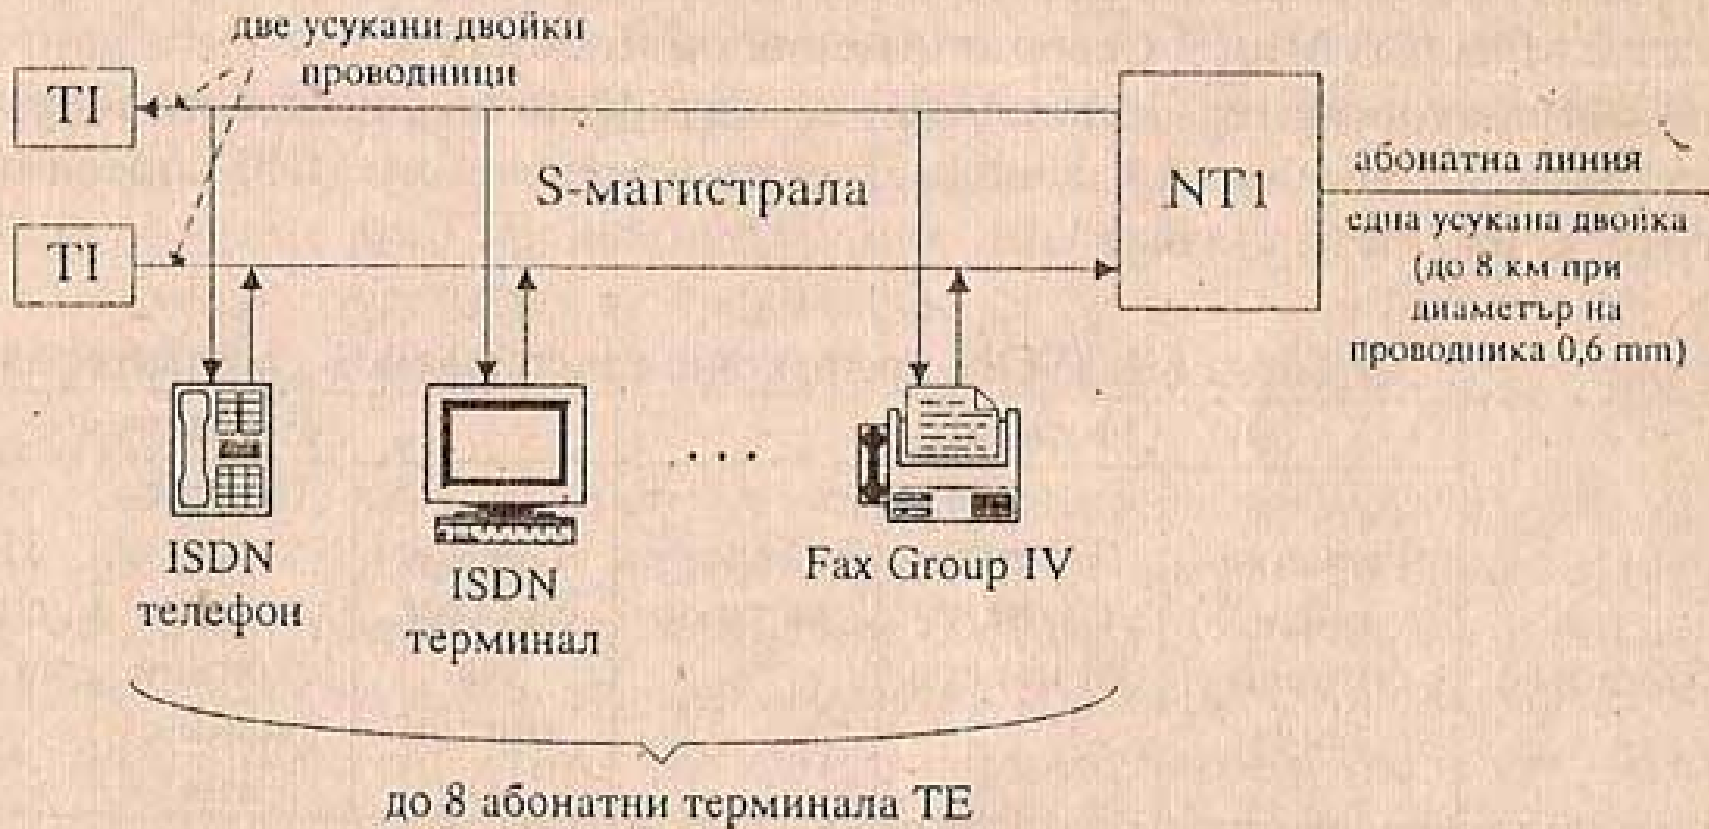 две усукани двойки
проводници
TI
TI
S-магистрала
NT1
абонатна линия
една усукана двойка
(до 8 км при
диаметър на
проводника 0,6 mm)
ISDN
телефон
ISDN
терминал
. . .
Fax Group IV
до 8 абонатни терминала TE